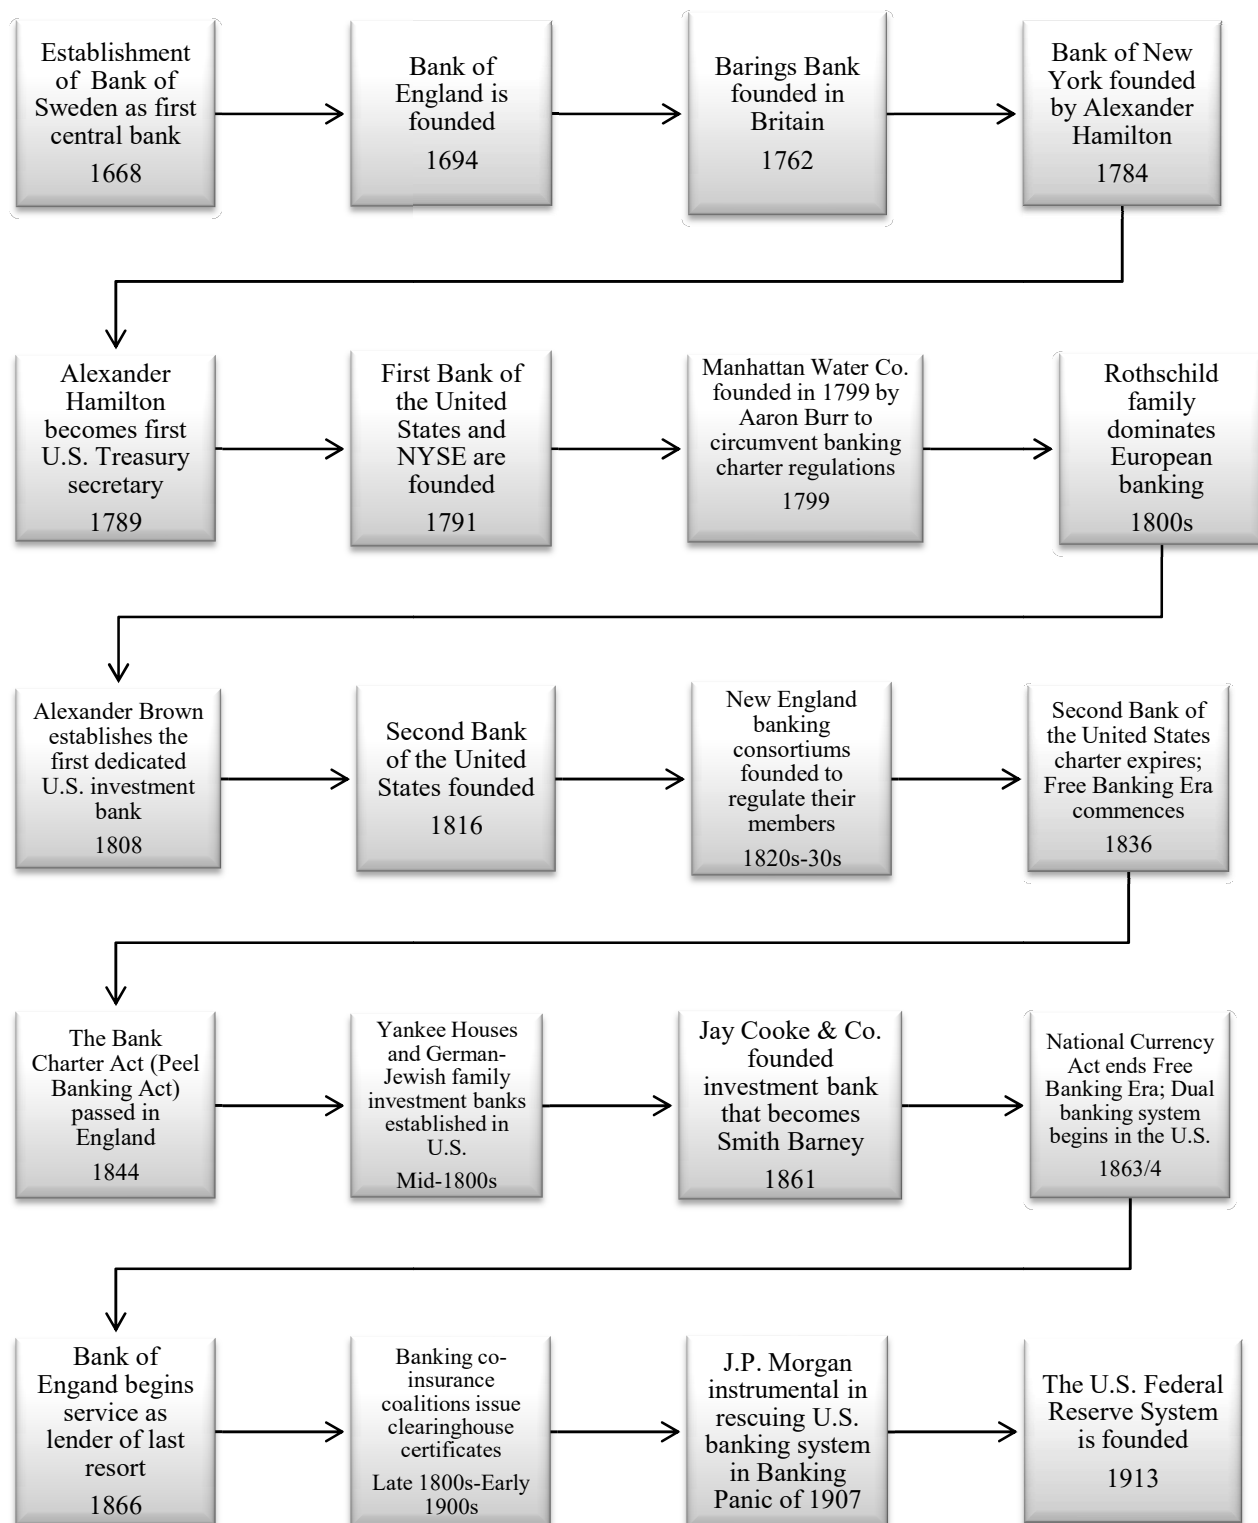 Establishment
of Bank of
Sweden as first
central bank
1668
Bank of
England is
founded
1694
Barings Bank
founded in
Britain
1762
Bank of New
York founded
by Alexander
Hamilton
1784
Alexander
Hamilton
becomes first
U.S. Treasury
secretary
1789
First Bank of
the United
States and
NYSE are
founded
1791
Manhattan Water Co.
founded in 1799 by
Aaron Burr to
circumvent banking
charter regulations
1799
Rothschild
family
dominates
European
banking
1800s
Alexander Brown
establishes the
first dedicated
U.S. investment
bank
1808
Second Bank
of the United
States founded
1816
New England
banking
consortiums
founded to
regulate their
members
1820s-30s
Second Bank of
the United States
charter expires;
Free Banking Era
commences
1836
The Bank
Charter Act (Peel
Banking Act)
passed in
England
1844
Yankee Houses
and German-
Jewish family
investment banks
established in
U.S.
Mid-1800s
Jay Cooke & Co.
founded
investment bank
that becomes
Smith Barney
1861
National Currency
Act ends Free
Banking Era; Dual
banking system
begins in the U.S.
1863/4
Bank of
Engand begins
service as
lender of last
resort
1866
Banking co-
insurance
coalitions issue
clearinghouse
certificates
Late 1800s-Early
1900s
J.P. Morgan
instrumental in
rescuing U.S.
banking system
in Banking
Panic of 1907
The U.S. Federal
Reserve System
is founded
1913